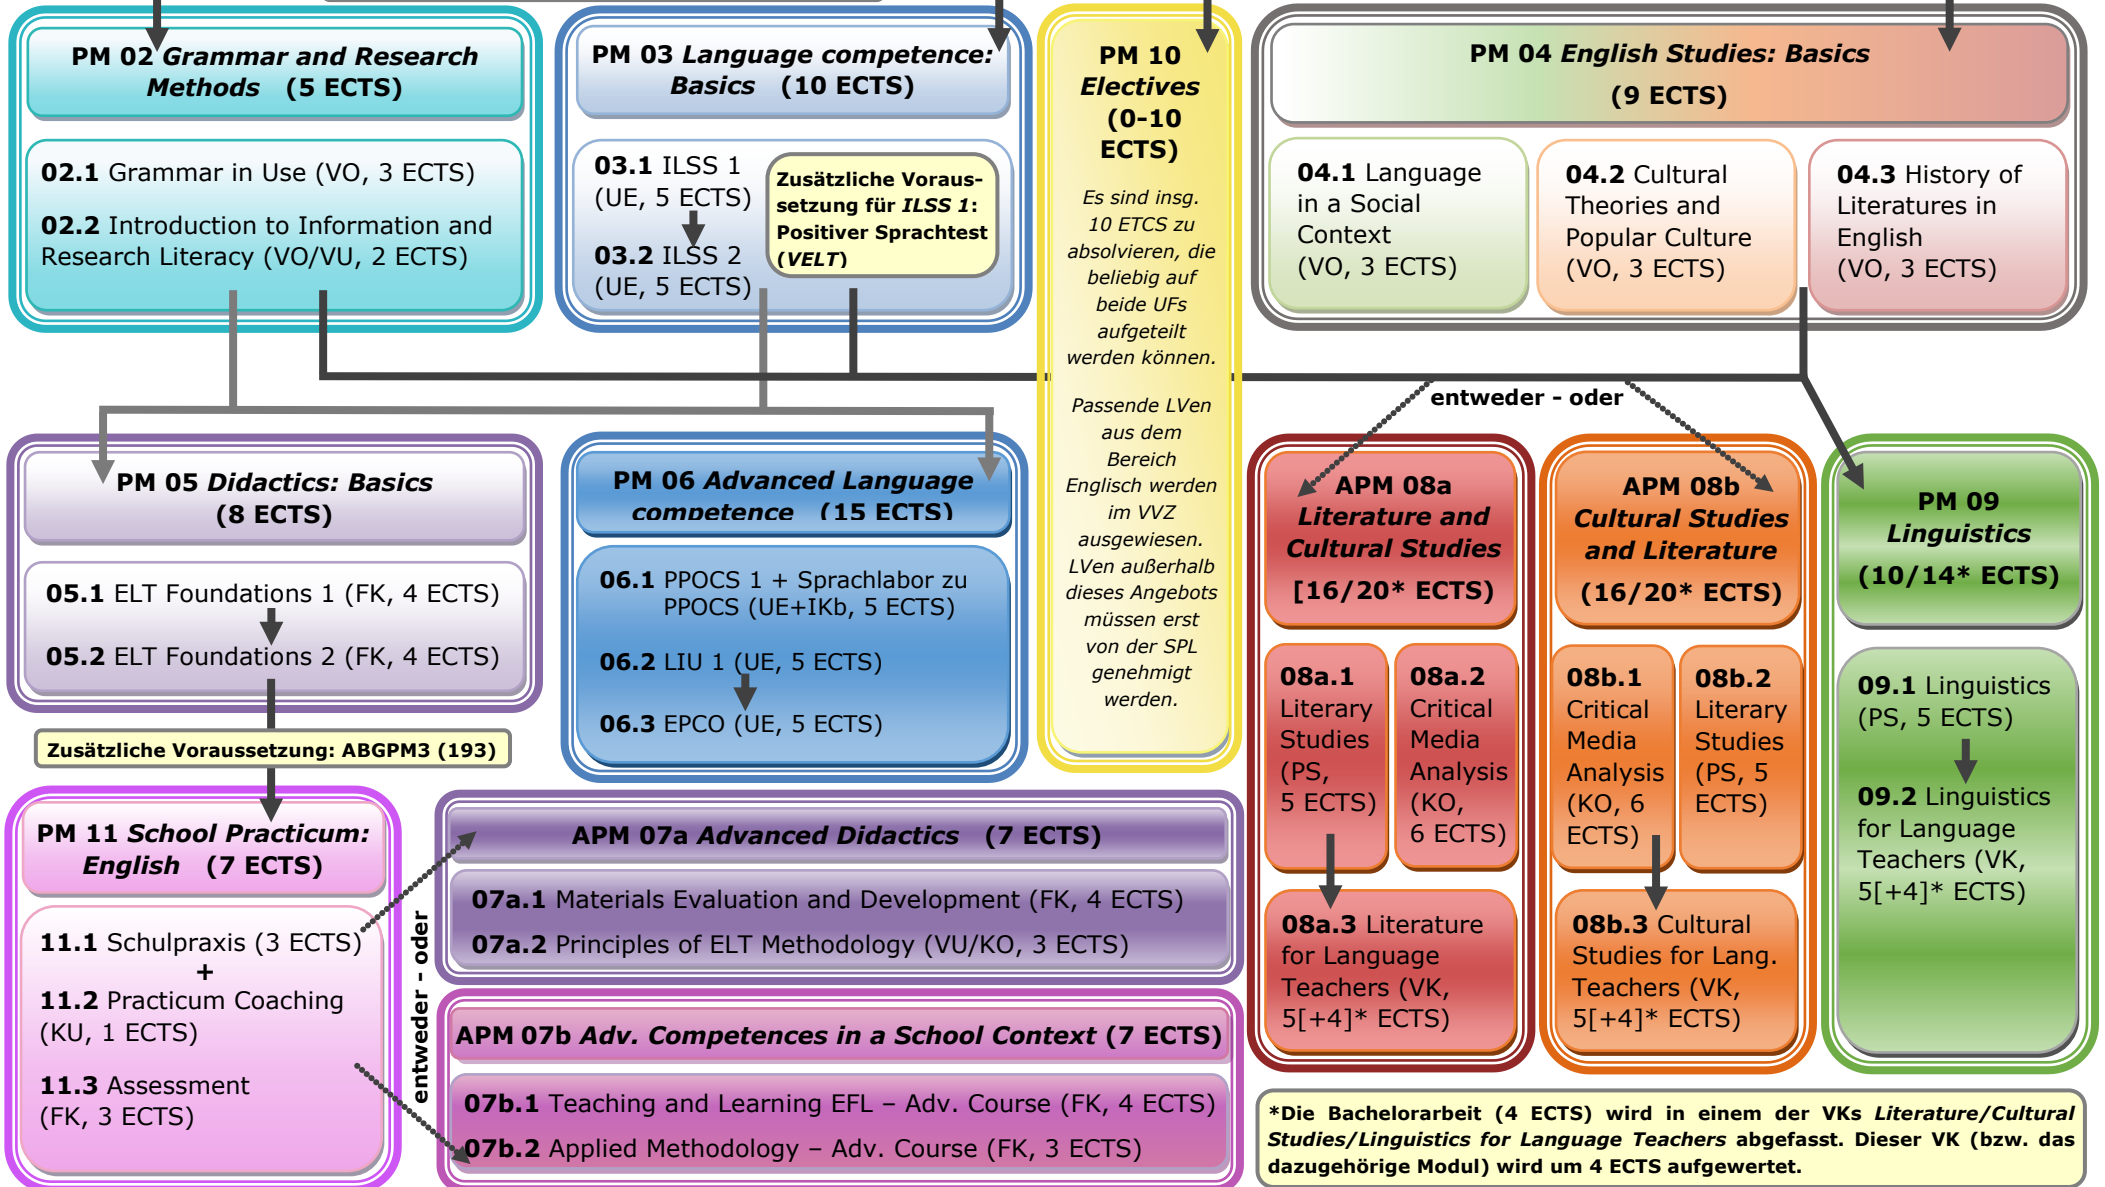 PM 02 Grammar and Research
Methods (5 ECTS)
02.1 Grammar in Use (VO, 3 ECTS)
02.2 Introduction to Information and
Research Literacy (VO/VU, 2 ECTS)
PM 03 Language competence:
Basics (10 ECTS)
03.1 ILSS 1
(UE, 5 ECTS)
03.2 ILSS 2
(UE, 5 ECTS)
Zusätzliche Voraus-
setzung für ILSS 1:
Positiver Sprachtest
(VELT)
PM 10
Electives
(0-10
ECTS)
Es sind insg.
10 ETCS zu
absolvieren, die
beliebig auf
beide UFs
aufgeteilt
werden können.
Passende LVen
aus dem
Bereich
Englisch werden
im VVZ
ausgewiesen.
LVen außerhalb
dieses Angebots
müssen erst
von der SPL
genehmigt
werden.
PM 04 English Studies: Basics
(9 ECTS)
04.1 Language
in a Social
Context
(VO, 3 ECTS)
04.2 Cultural
Theories and
Popular Culture
(VO, 3 ECTS)
04.3 History of
Literatures in
English
(VO, 3 ECTS)
entweder - oder
PM 05 Didactics: Basics
(8 ECTS)
05.1 ELT Foundations 1 (FK, 4 ECTS)
05.2 ELT Foundations 2 (FK, 4 ECTS)
Zusätzliche Voraussetzung: ABGPM3 (193)
PM 06 Advanced Language
competence (15 ECTS)
06.1 PPOCS 1 + Sprachlabor zu
PPOCS (UE+IKb, 5 ECTS)
06.2 LIU 1 (UE, 5 ECTS)
06.3 EPCO (UE, 5 ECTS)
APM 08a
Literature and
Cultural Studies
[16/20* ECTS)
08a.1
Literary
Studies
(PS,
5 ECTS)
08a.2
Critical
Media
Analysis
(KO,
6 ECTS)
08a.3 Literature
for Language
Teachers (VK,
5[+4]* ECTS)
APM 08b
Cultural Studies
and Literature
(16/20* ECTS)
08b.1
Critical
Media
Analysis
(KO, 6
ECTS)
08b.2
Literary
Studies
(PS, 5
ECTS)
08b.3 Cultural
Studies for Lang.
Teachers (VK,
5[+4]* ECTS)
PM 09
Linguistics
(10/14* ECTS)
09.1 Linguistics
(PS, 5 ECTS)
09.2 Linguistics
for Language
Teachers (VK,
5[+4]* ECTS)
PM 11 School Practicum:
English (7 ECTS)
11.1 Schulpraxis (3 ECTS)
+
11.2 Practicum Coaching
(KU, 1 ECTS)
11.3 Assessment
(FK, 3 ECTS)
entweder - oder
APM 07a Advanced Didactics (7 ECTS)
07a.1 Materials Evaluation and Development (FK, 4 ECTS)
07a.2 Principles of ELT Methodology (VU/KO, 3 ECTS)
APM 07b Adv. Competences in a School Context (7 ECTS)
07b.1 Teaching and Learning EFL – Adv. Course (FK, 4 ECTS)
07b.2 Applied Methodology – Adv. Course (FK, 3 ECTS)
*Die Bachelorarbeit (4 ECTS) wird in einem der VKs Literature/Cultural
Studies/Linguistics for Language Teachers abgefasst. Dieser VK (bzw. das
dazugehörige Modul) wird um 4 ECTS aufgewertet.